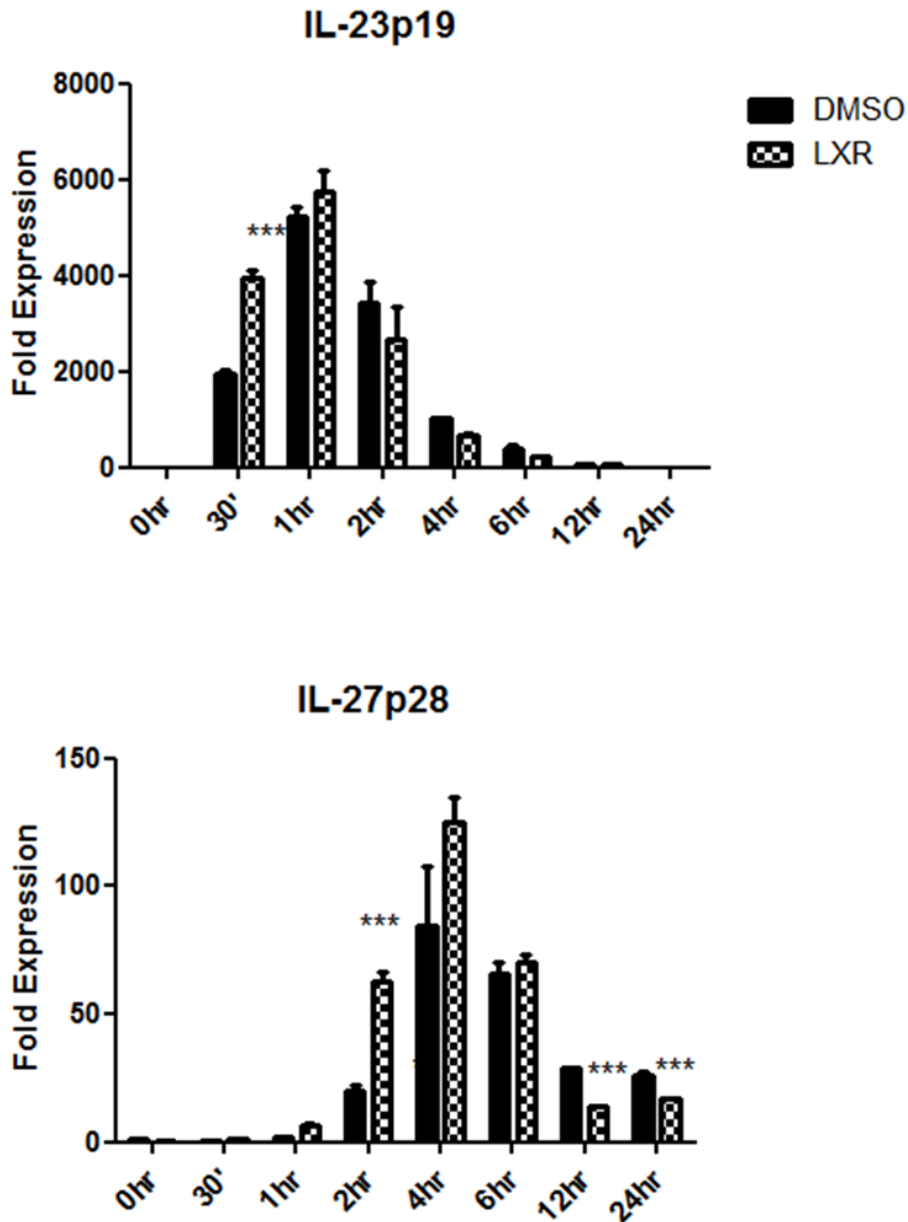 IL-23p19
8000
6000
4000
2000
0
Fold Expression
***
0hr
30'
1hr
2hr
4hr
6hr
12hr
24hr
DMSO
LXR
IL-27p28
150
100
50
0
Fold Expression
***
***
***
0hr
30'
1hr
2hr
4hr
6hr
12hr
24hr